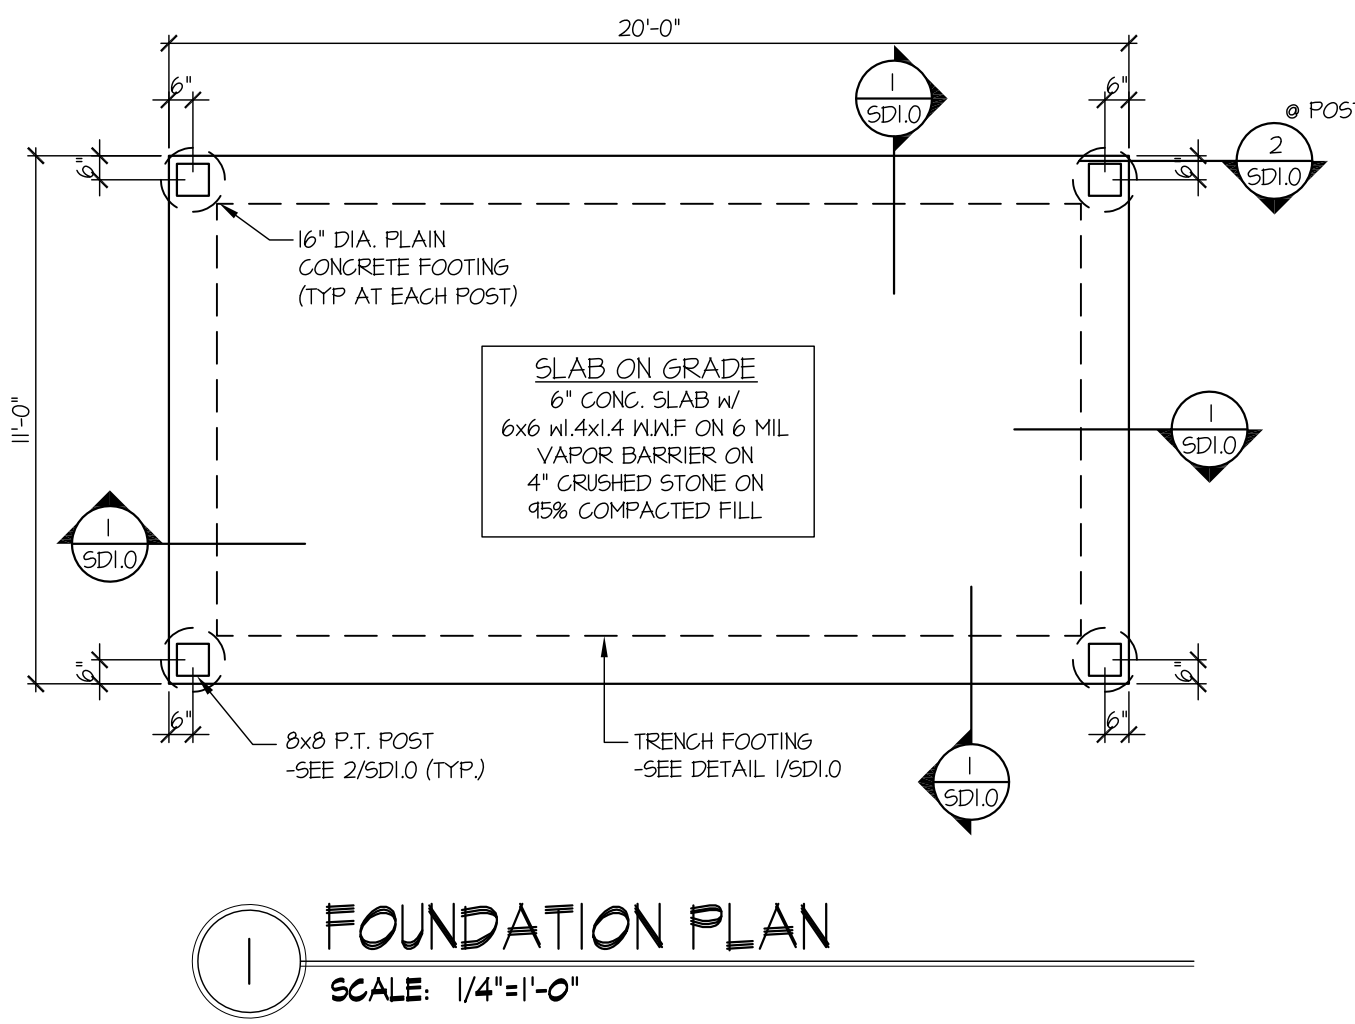 20'-0"
6"
6"
1
SD1.0
@ POST
2
SD1.0
6"
6"
16" DIA. PLAIN
CONCRETE FOOTING
(TYP AT EACH POST)
SLAB ON GRADE
6" CONC. SLAB w/
6x6 w1.4x1.4 W.W.F ON 6 MIL
VAPOR BARRIER ON
4" CRUSHED STONE ON
95% COMPACTED FILL
11'-0"
1
SD1.0
1
SD1.0
6"
6"
6"
6"
8x8 P.T. POST
-SEE 2/SD1.0 (TYP.)
TRENCH FOOTING
-SEE DETAIL 1/SD1.0
1
SD1.0
1
FOUNDATION PLAN
SCALE: 1/4"=1'-0"